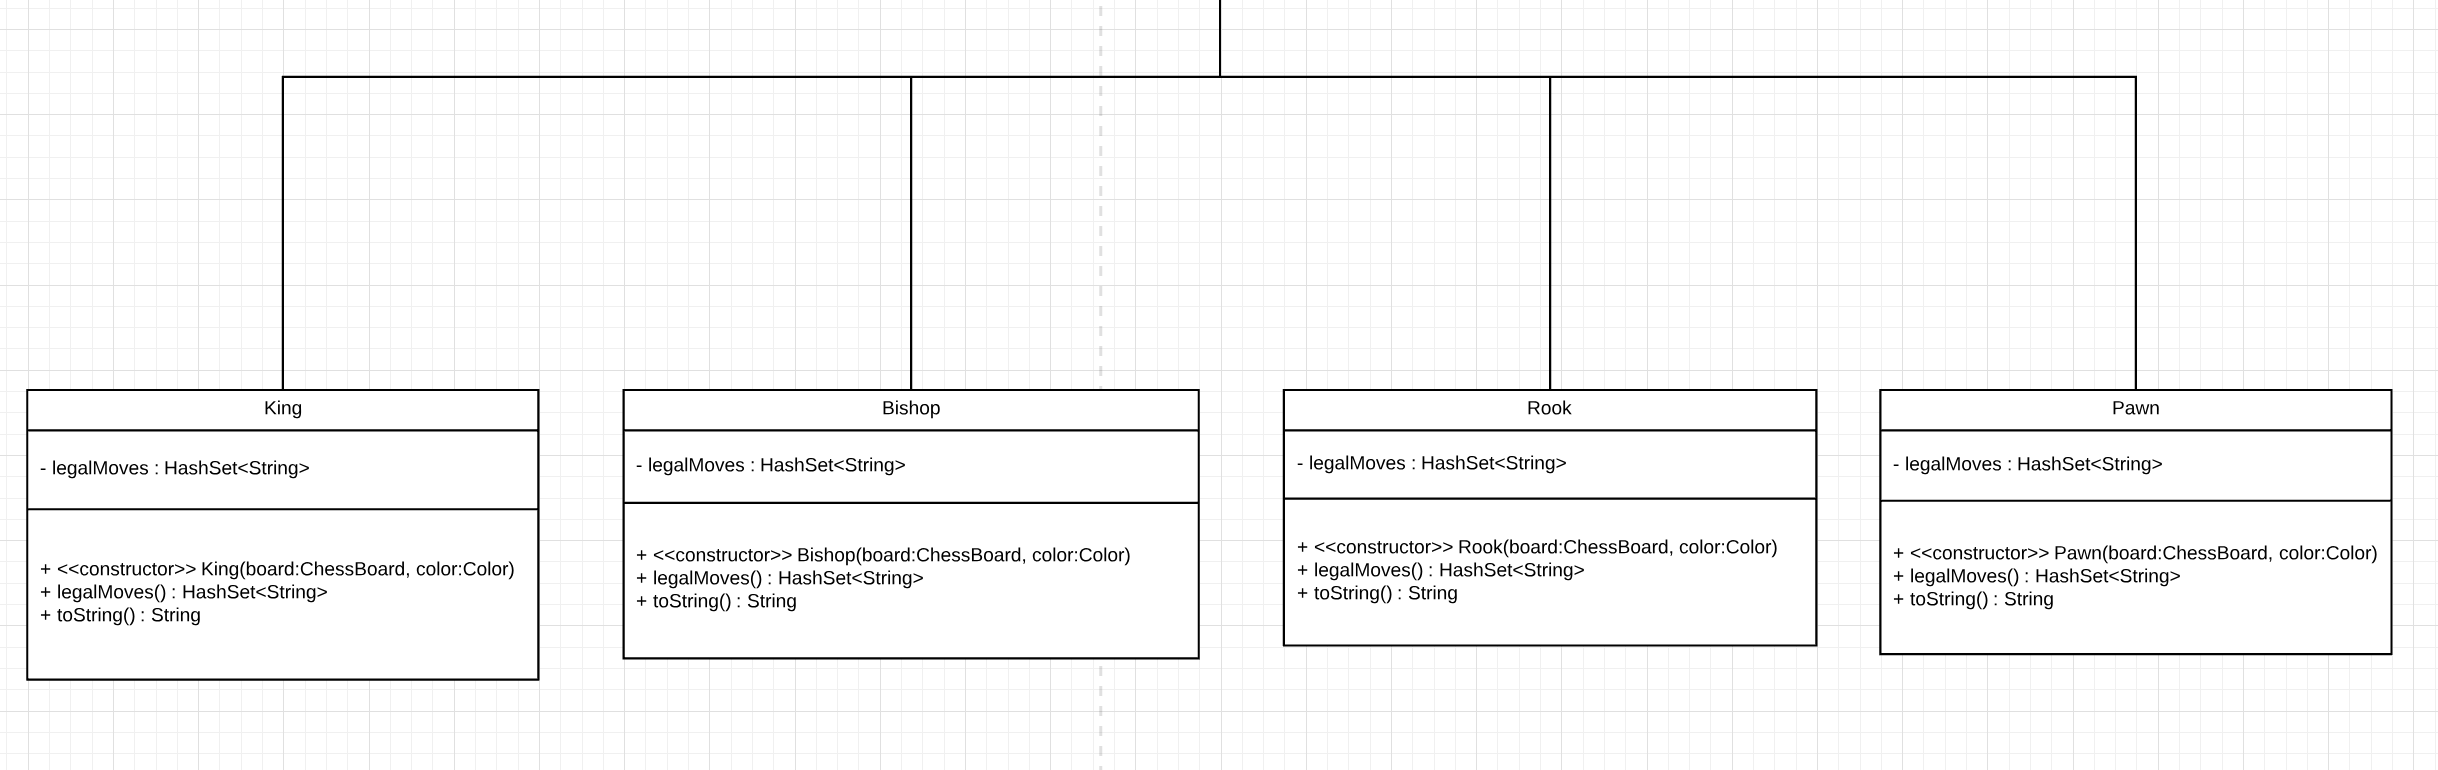 King
- legalMoves : HashSet<String>
+ <<constructor>> King(board:ChessBoard, color:Color)
+ legalMoves() : HashSet<String>
+ toString() : String
Bishop
- legalMoves : HashSet<String>
+ <<constructor>> Bishop(board:ChessBoard, color:Color)
+ legalMoves() : HashSet<String>
+ toString() : String
Rook
- legalMoves : HashSet<String>
+ <<constructor>> Rook(board:ChessBoard, color:Color)
+ legalMoves() : HashSet<String>
+ toString() : String
Pawn
- legalMoves : HashSet<String>
+ <<constructor>> Pawn(board:ChessBoard, color:Color)
+ legalMoves() : HashSet<String>
+ toString() : String